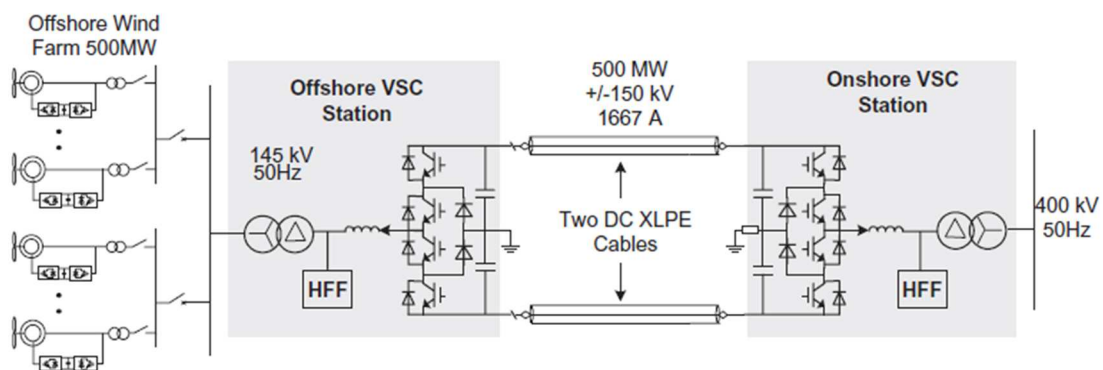 Offshore Wind
Farm 500MW
Offshore VSC
Station
145 kV
50Hz
HFF
500 MW
+/-150 kV
1667 A
Two DC XLPE
Cables
Onshore VSC
Station
HFF
400 kV
50Hz